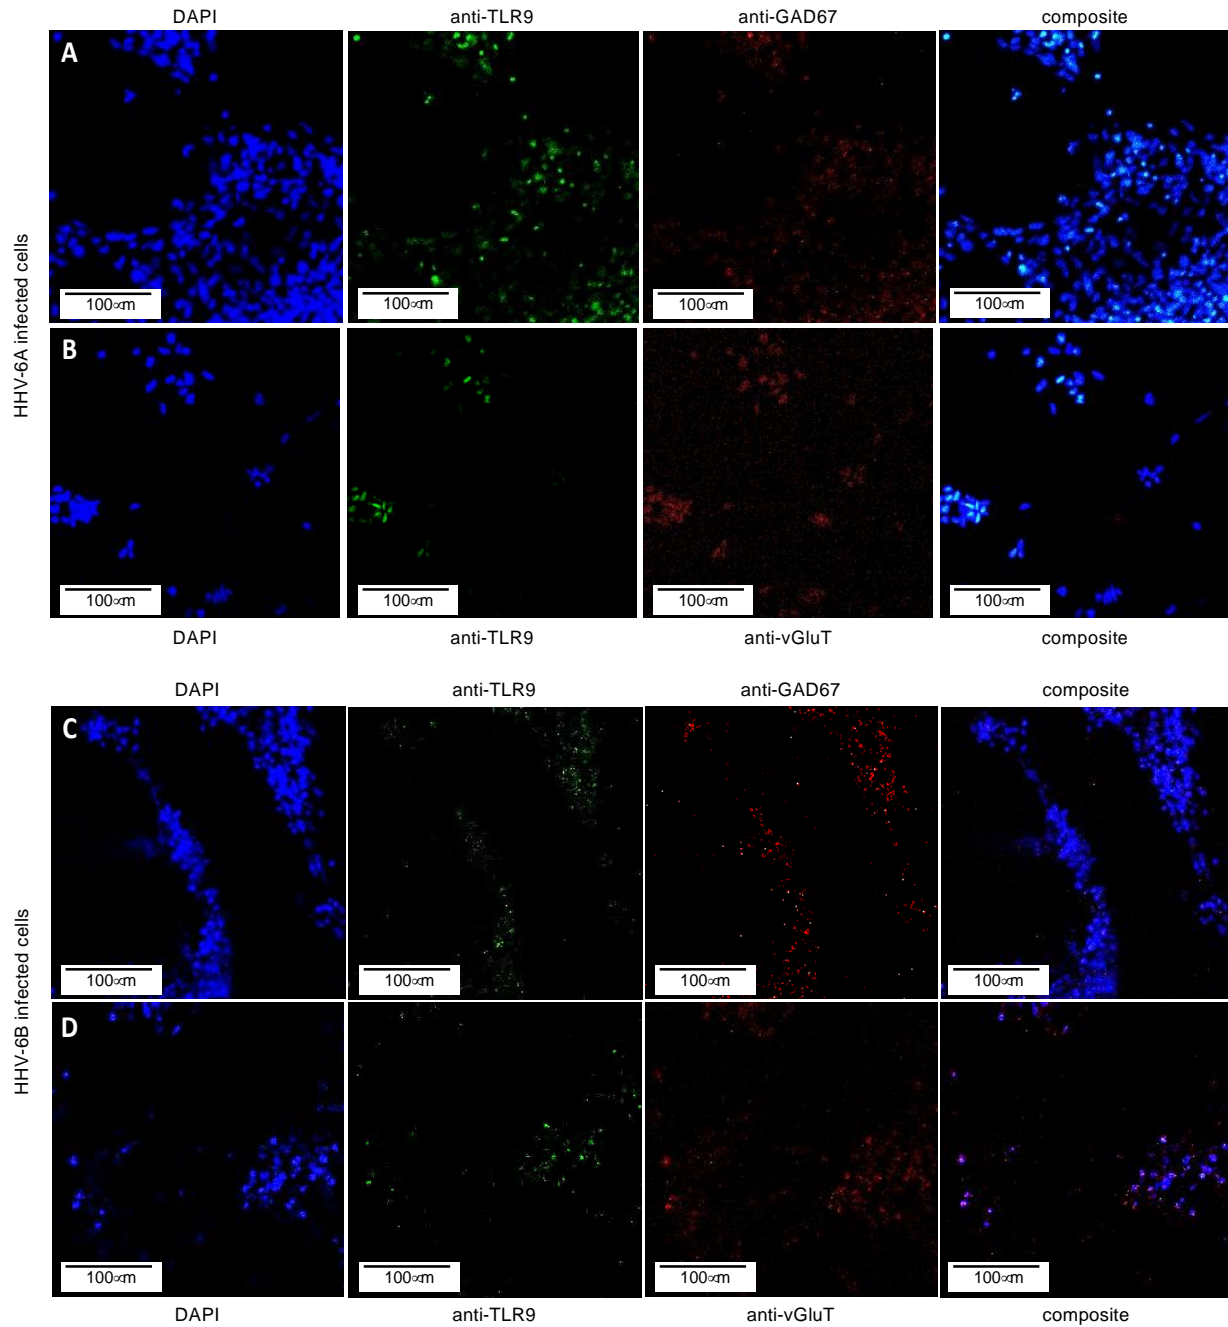 DAPI anti-TLR9 anti-GAD67 composite
A
HHV-6A infected cells
100∝m 100∝m 100∝m 100∝m
B
100∝m 100∝m 100∝m 100∝m
DAPI anti-TLR9 anti-vGluT composite
DAPI anti-TLR9 anti-GAD67 composite
C
HHV-6B infected cells
100∝m 100∝m 100∝m 100∝m
D
100∝m 100∝m 100∝m 100∝m
DAPI anti-TLR9 anti-vGluT composite